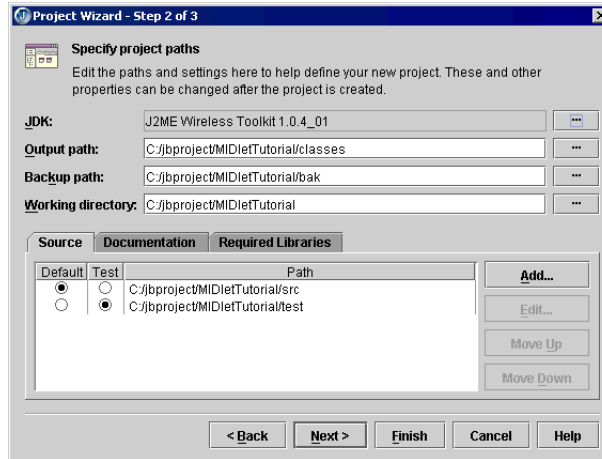 Project Wizard - Step 2 of 3
Specify project paths
Edit the paths and settings here to help define your new project. These and other
properties can be changed after the project is created.
JDK: J2ME Wireless Toolkit 1.0.4_01 ...
Output path: C:/jbproject/MIDletTutorial/classes ...
Backup path: C:/jbproject/MIDletTutorial/bak ...
Working directory: C:/jbproject/MIDletTutorial ...
Source Documentation Required Libraries
Default Test Path Add...
C:/jbproject/MIDletTutorial/src
C:/jbproject/MIDletTutorial/test Edit...
Move Up
Move Down
< Back Next > Finish Cancel Help